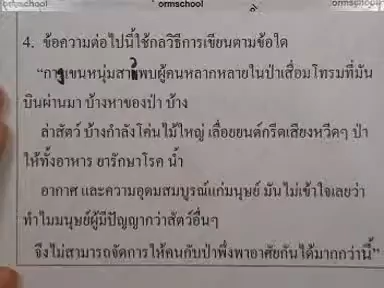 ormschool ormschool
4. ข้อความต่อไปนี้ใช้กลวิธีการเขียนตามข้อใด
พบผู้คนหลากหลายในป่าเสื่อมโทรมที่มัน
บินผ่านมา บ้างหาของป่า บ้าง
ล่าสัตว์ บ้างกำลังโค่นไม้ใหญ่ เลื่อยยนต์กรีดเสียงหวีดๆ ป่า
ให้ทั้งอาหาร ยารักษาโรค น้ำ
อากาศ และความอุดมสมบูรณ์แก่มนุษย์ มันไม่เข้าใจเลยว่า
ทำไมมนุษย์ผู้มีปัญญากว่าสัตว์อื่นๆ
จึงไม่สามารถจัดการให้คนกับป่าพึ่งพาอาศัยกันได้มากกว่านี้”